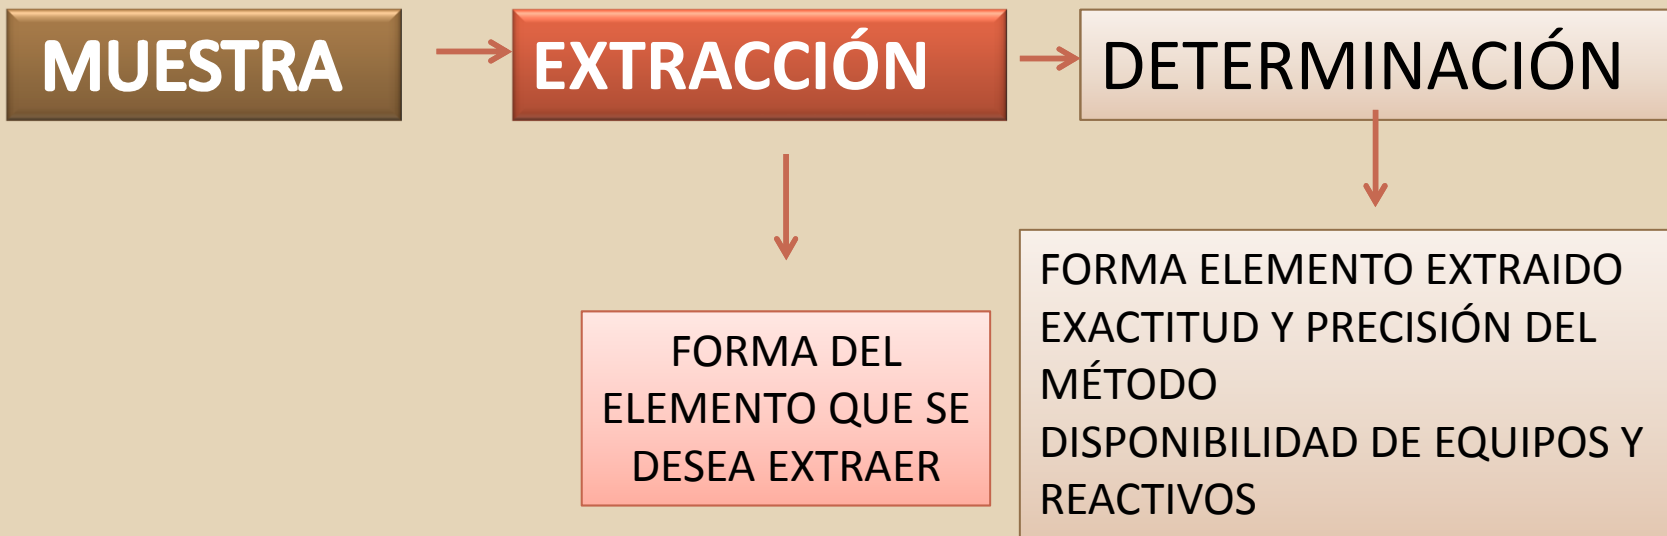 MUESTRA
EXTRACCIÓN
DETERMINACIÓN
FORMA DEL
ELEMENTO QUE SE
DESEA EXTRAER
FORMA ELEMENTO EXTRAIDO
EXACTITUD Y PRECISIÓN DEL
MÉTODO
DISPONIBILIDAD DE EQUIPOS Y
REACTIVOS